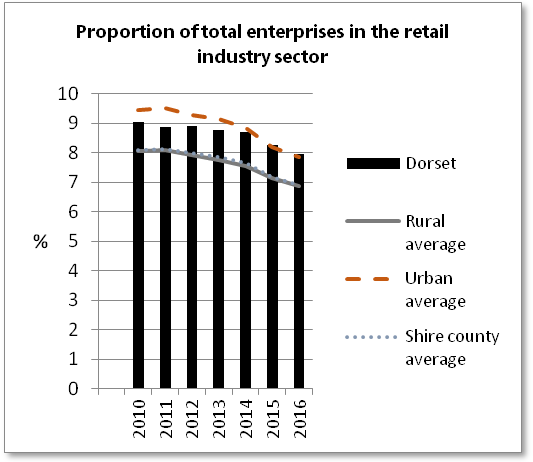 Proportion of total enterprises in the retail
industry sector
10
9
8
7
6
5
4
3
2
1
0
%
2010
2011
2012
2013
2014
2015
2016
Dorset
Rural
average
Urban
average
Shire county
average